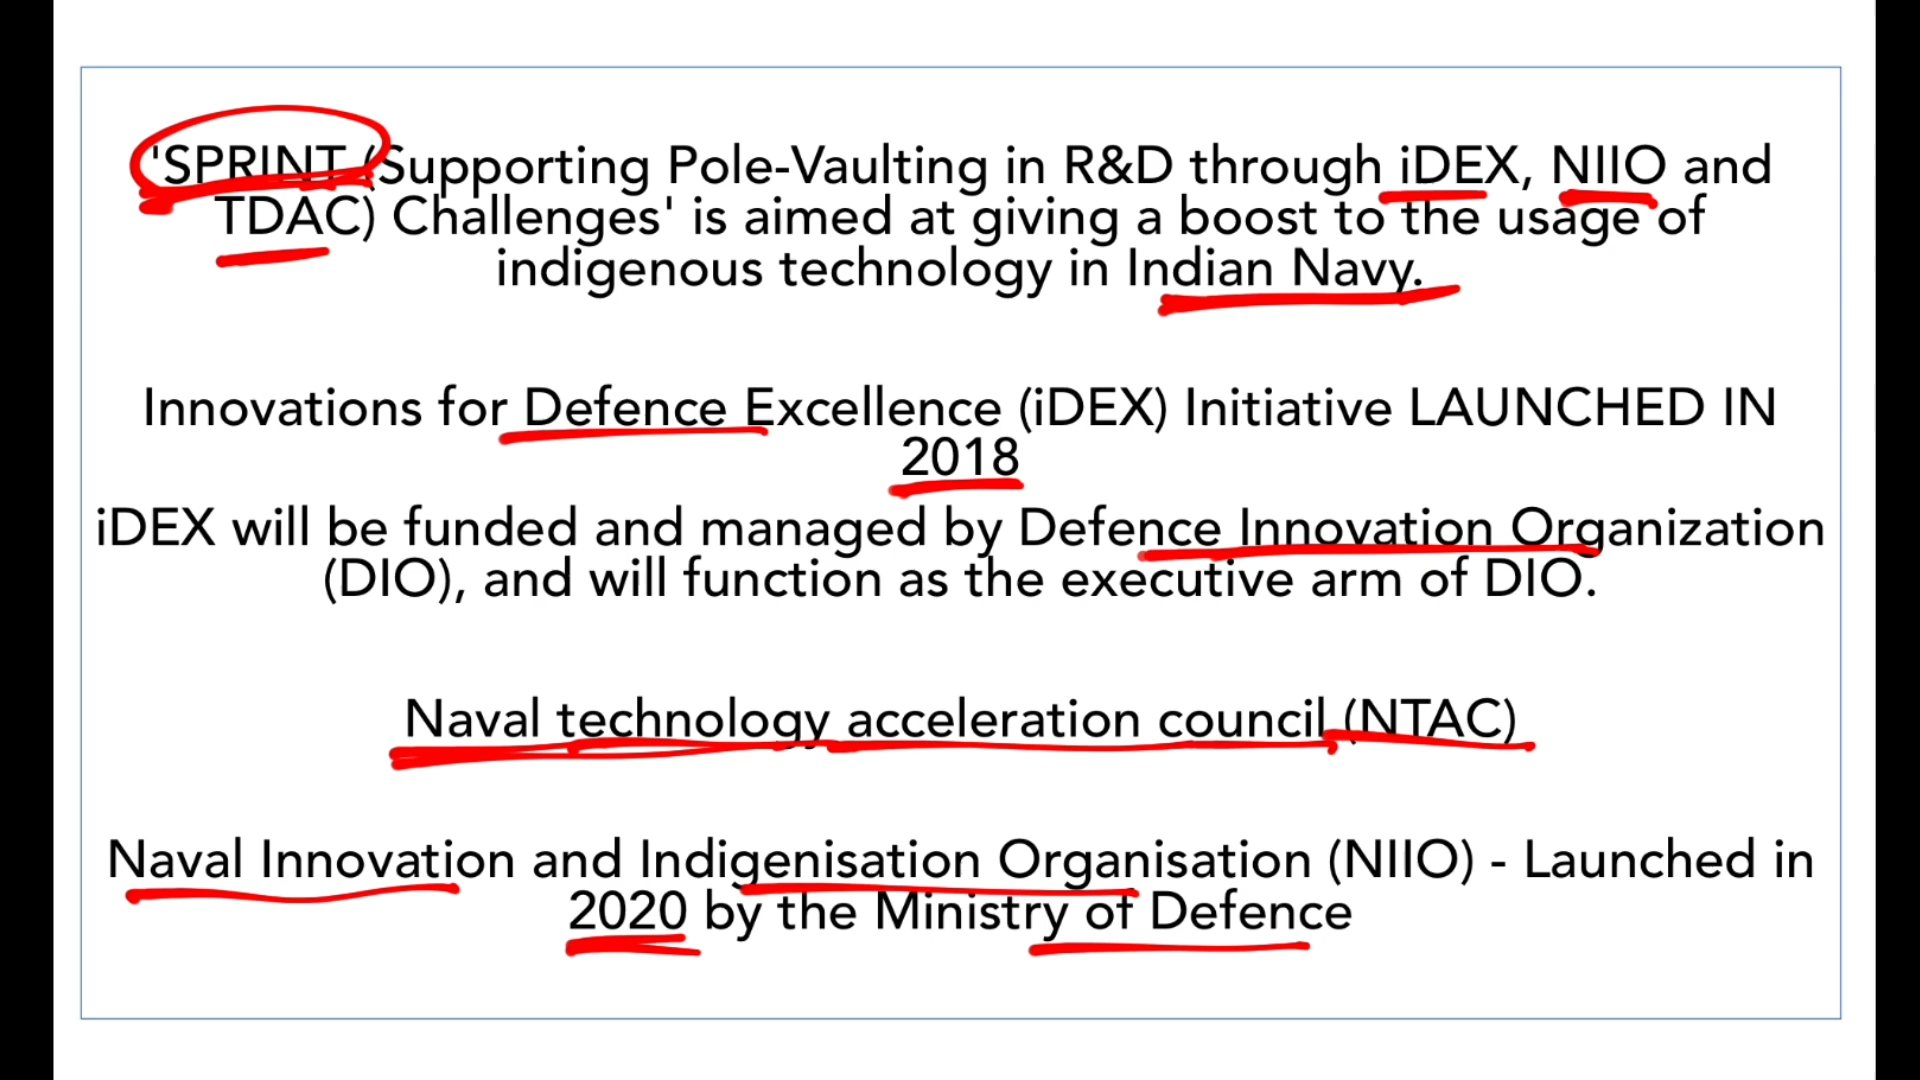 'SPRINT (Supporting Pole-Vaulting in R&D through iDEX, NIIO and
TDAC) Challenges' is aimed at giving a boost to the usage of
indigenous technology in Indian Navy.
Innovations for Defence Excellence (iDEX) Initiative LAUNCHED IN
2018
iDEX will be funded and managed by Defence Innovation Organization
(DIO), and will function as the executive arm of DIO.
Naval technology acceleration council (NTAC)
Naval Innovation and Indigenisation Organisation (NIIO) - Launched in
2020 by the Ministry of Defence